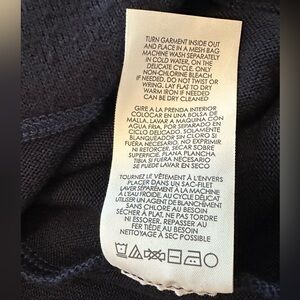 TURN GARMENT INSIDE OUT
AND PLACE IN A MESH BAG
MACHINE WASH SEPARATELY
IN COLD WATER, ON THE
DELICATE CYCLE. ONLY
NON-CHLORINE BLEACH
IF NEEDED. DO NOT TWIST OR
WRING. LAY FLAT TO DRY
WARM IRON IF NEEDED
CAN BE DRY CLEANED
GIRE A LA PRENDA INTERIOR
COLOCAR EN UNA BOLSA DE
MALLA. LAVAR A MAQUINA CON
AGUA FRIA, POR SEPARADO EN
CICLO DELICADO. SOLAMENTE
BLANQUEADOR SIN CLORO SI
FUERA NECESARIO. NO EXPRIMIR
NI RETORCER, SECAR SOBRE
SUPERFICIE. PLANA PLANCHA
TIBIA SI FUERA NECESARIO
SE PUEDE LAVAR EN SECO
TOURNEZ LE VÊTEMENT À L'ENVERS
PLACER DANS UN SAC-FILET
LAVER SÉPARÉMENT À LA MACHINE
À L'EAU FROIDE, AU CYCLE DÉLICAT
UTILISER UN AGENT DE BLANCHIMENT
SANS CHLORE AU BESOIN
SÉCHER À PLAT. NE PAS TORDRE
NI ESSORER. REPASSER AU
FER TIÈDE AU BESOIN
NETTOYAGE À SEC POSSIBLE